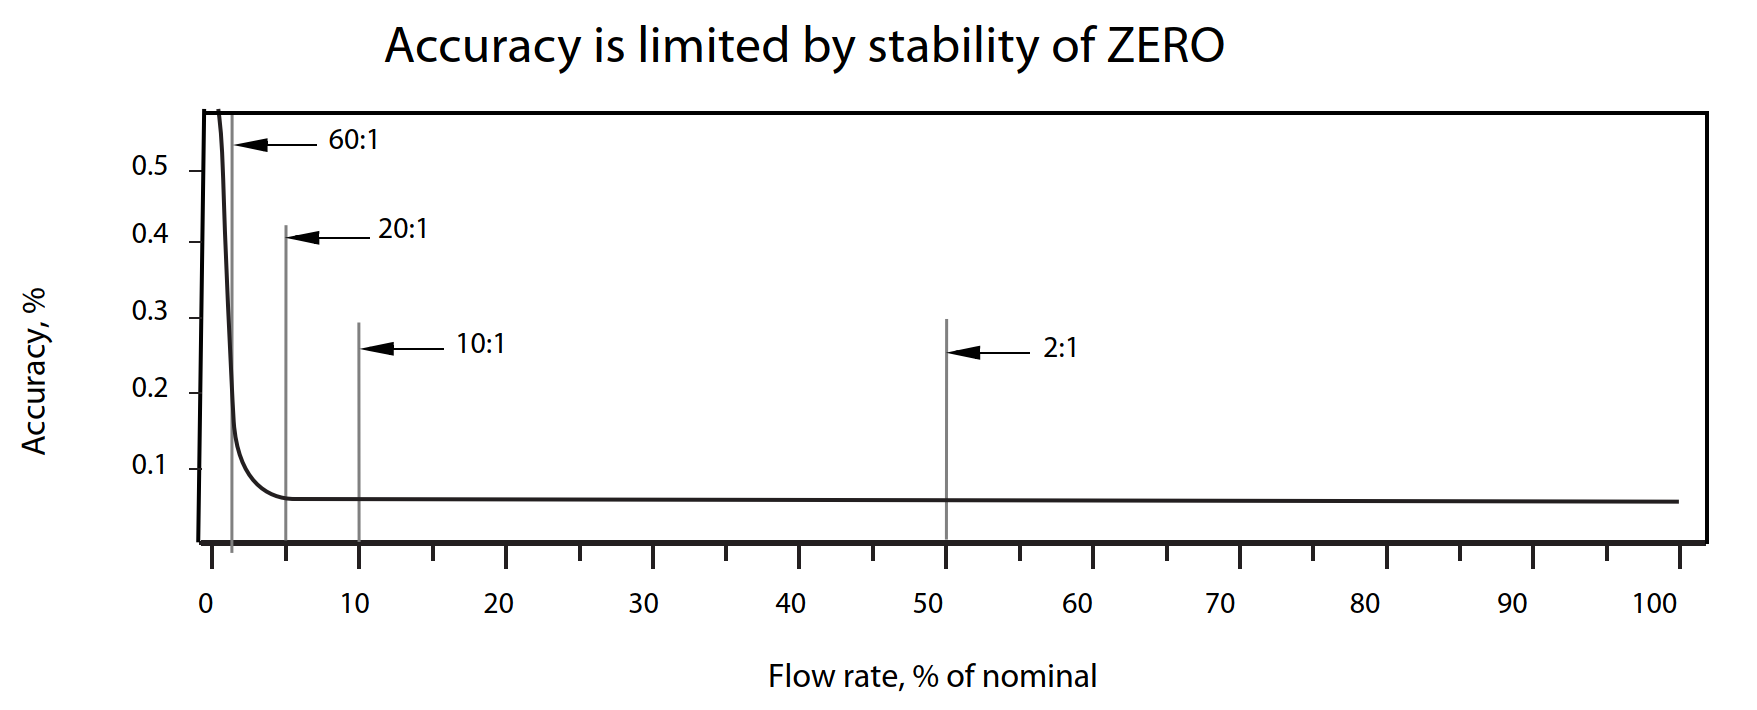 Accuracy is limited by stability of ZERO
60:1
0.5
20:1
0.4
0.3
10:1
2:1
0.2
0.1
Accuracy, %
0 10 20 30 40 50 60 70 80 90 100
Flow rate, % of nominal